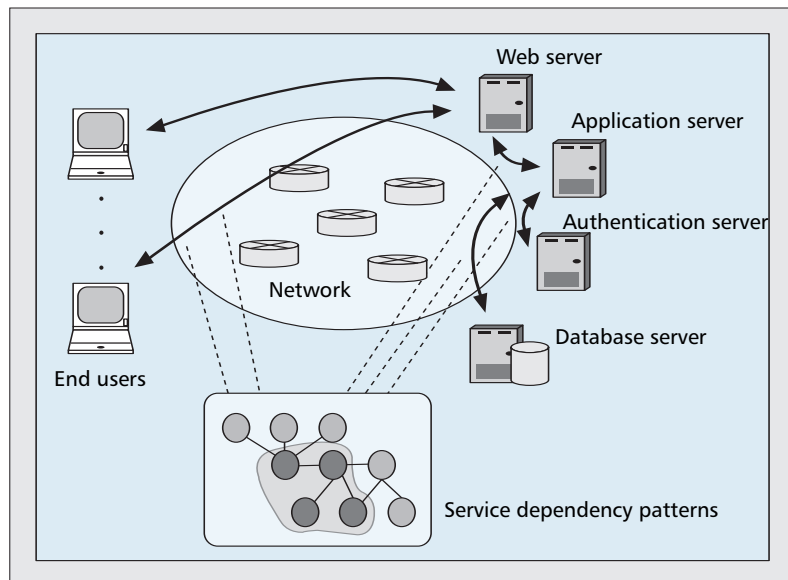 Web server
Application server
Authentication server
Network
Database server
End users
Service dependency patterns